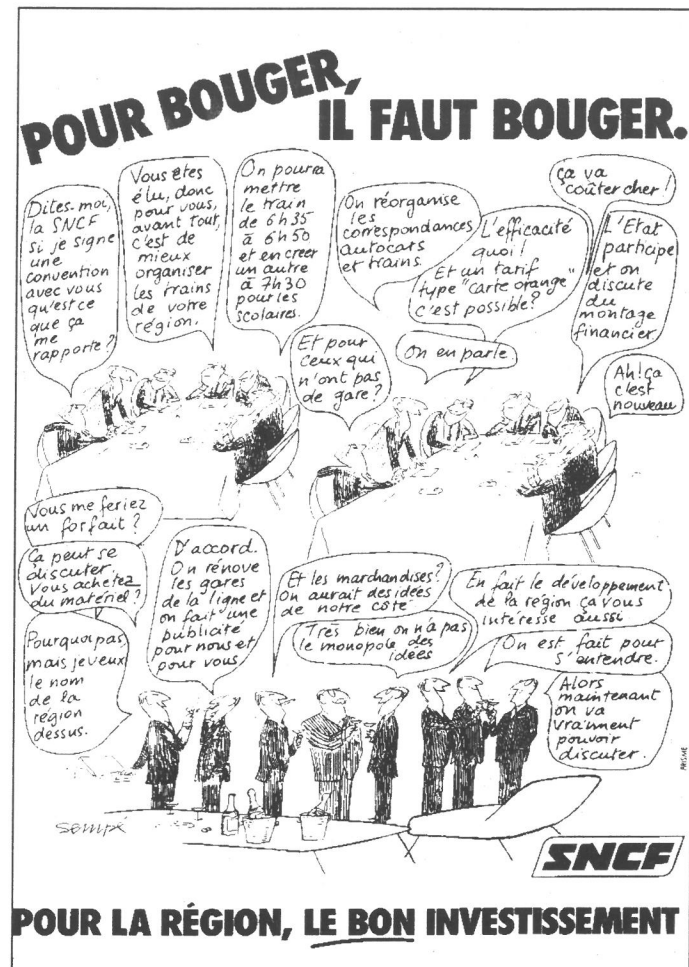 POUR BOUGER,
IL FAUT BOUGER.
Dites-moi,
la SNCF
si je signe
une
convention
avec vous
qu'est ce
que ça
me
rapporte?
Vous êtes
élu, donc
pour vous,
avant tout,
c'est de
mieux
organiser
les trains
de votre
région.
On pourra
mettre
le train
de 6h35
à 6h50
et en creer
un autre
à 7h30
pour les
scolaires.
Et pour
ceux qui
n'ont pas
de gare?
On réorganise
les
correspondances
autocars
et trains.
L'efficacité
quoi!
Et un tarif
type "carte orange"
c'est possible?
On en parle.
ça va
coûter cher!
L'Etat
participe
et on
discute
du
montage
financier.
Ah! ça
c'est
nouveau
Vous me feriez
un forfait?
Ça peut se
discuter.
Vous achetez
du matériel?
Pourquoi pas,
mais je veux
le nom
de la
région
dessus.
D'accord.
On rénove
les gares
de la ligne et
on fait une
publicité
pour nous et
pour vous.
Et les marchandises?
On aurait des idées
de notre côté
Très bien on n'a pas
le monopole des
idées
En fait le développement
de la région ça vous
intéresse aussi
On est fait pour
s'entendre.
Alors
maintenant
on va
vraiment
pouvoir
discuter.
sempé
PRISME
SNCF
POUR LA RÉGION, LE BON INVESTISSEMENT